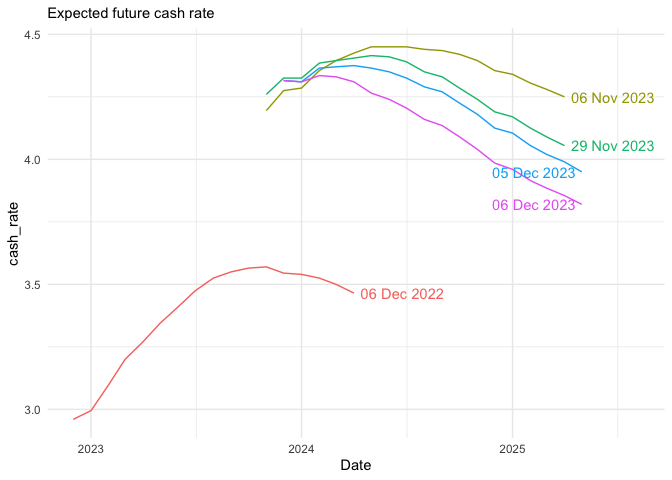 Expected future cash rate
4.5
06 Nov 2023
29 Nov 2023
4.0
05 Dec 2023
06 Dec 2023
cash_rate
3.5
06 Dec 2022
3.0
2023
2024
2025
Date